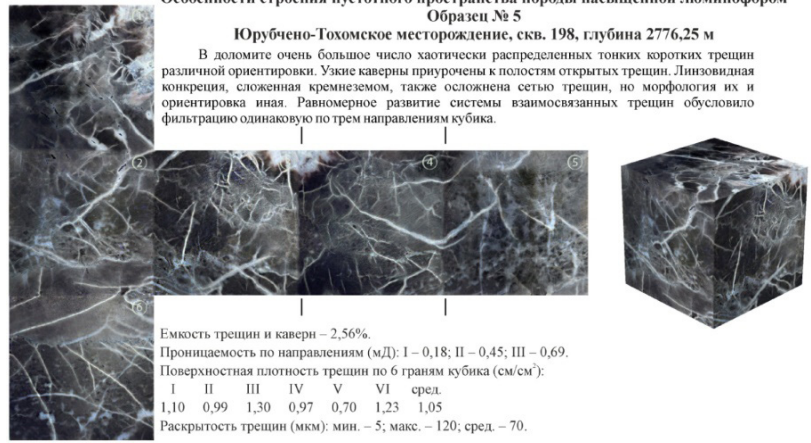 Особенности строения пустотного пространства породы насыщенной люминофором
Образец № 5
Юрубчено-Тохомское месторождение, скв. 198, глубина 2776,25 м
В доломите очень большое число хаотически распределенных тонких коротких трещин
различной ориентировки. Узкие каверны приурочены к полостям открытых трещин. Линзовидная
конкреция, сложенная кремнеземом, также осложнена сетью трещин, но морфология их и
ориентировка иная. Равномерное развитие системы взаимосвязанных трещин обусловило
фильтрацию одинаковую по трем направлениям кубика.
2
4
5
6
Емкость трещин и каверн – 2,56%.
Проницаемость по направлениям (мД): I – 0,18; II – 0,45; III – 0,69.
Поверхностная плотность трещин по 6 граням кубика (см/см²):
I II III IV V VI сред.
1,10 0,99 1,30 0,97 0,70 1,23 1,05
Раскрытость трещин (мкм): мин. – 5; макс. – 120; сред. – 70.